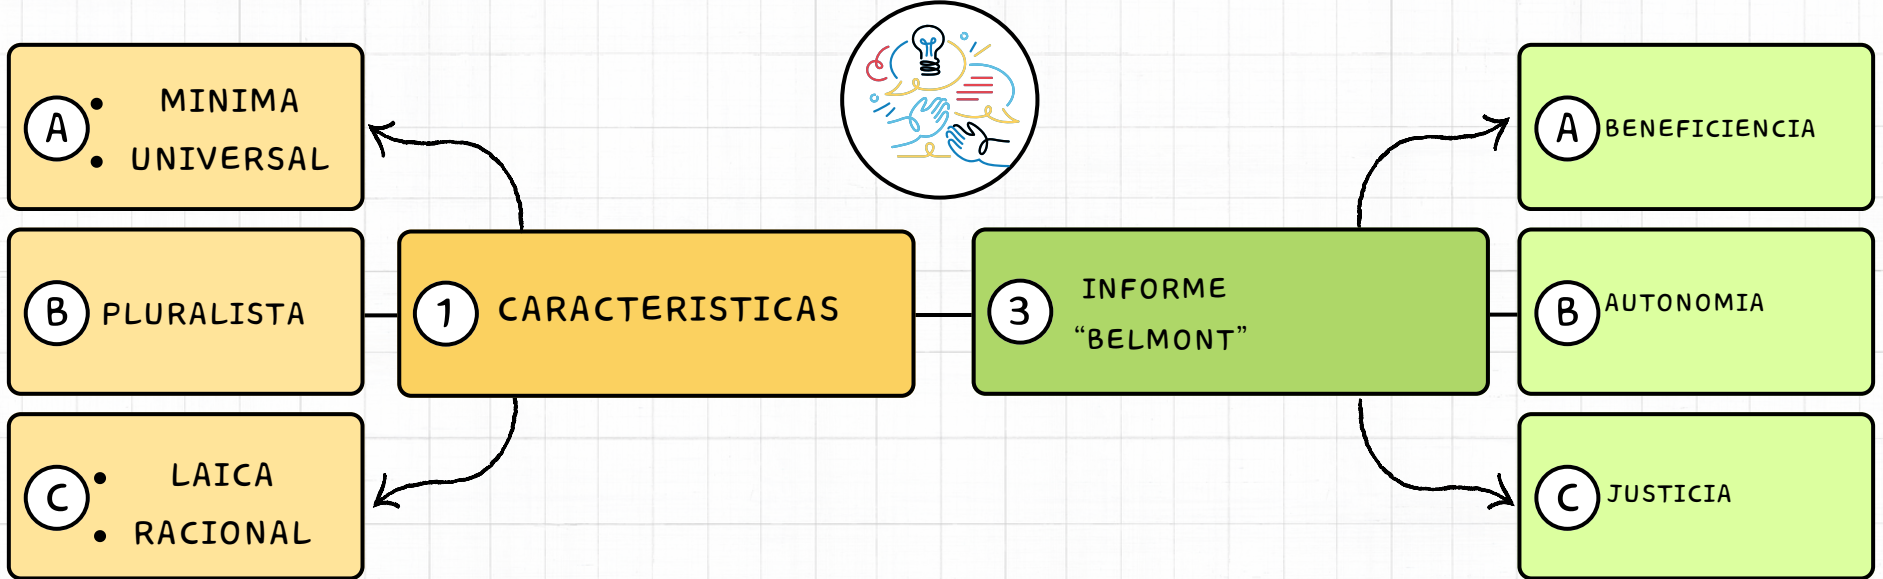 A
• MINIMA
• UNIVERSAL
B PLURALISTA
C
• LAICA
• RACIONAL
1 CARACTERISTICAS
3 INFORME
“BELMONT”
A BENEFICIENCIA
B AUTONOMIA
C JUSTICIA